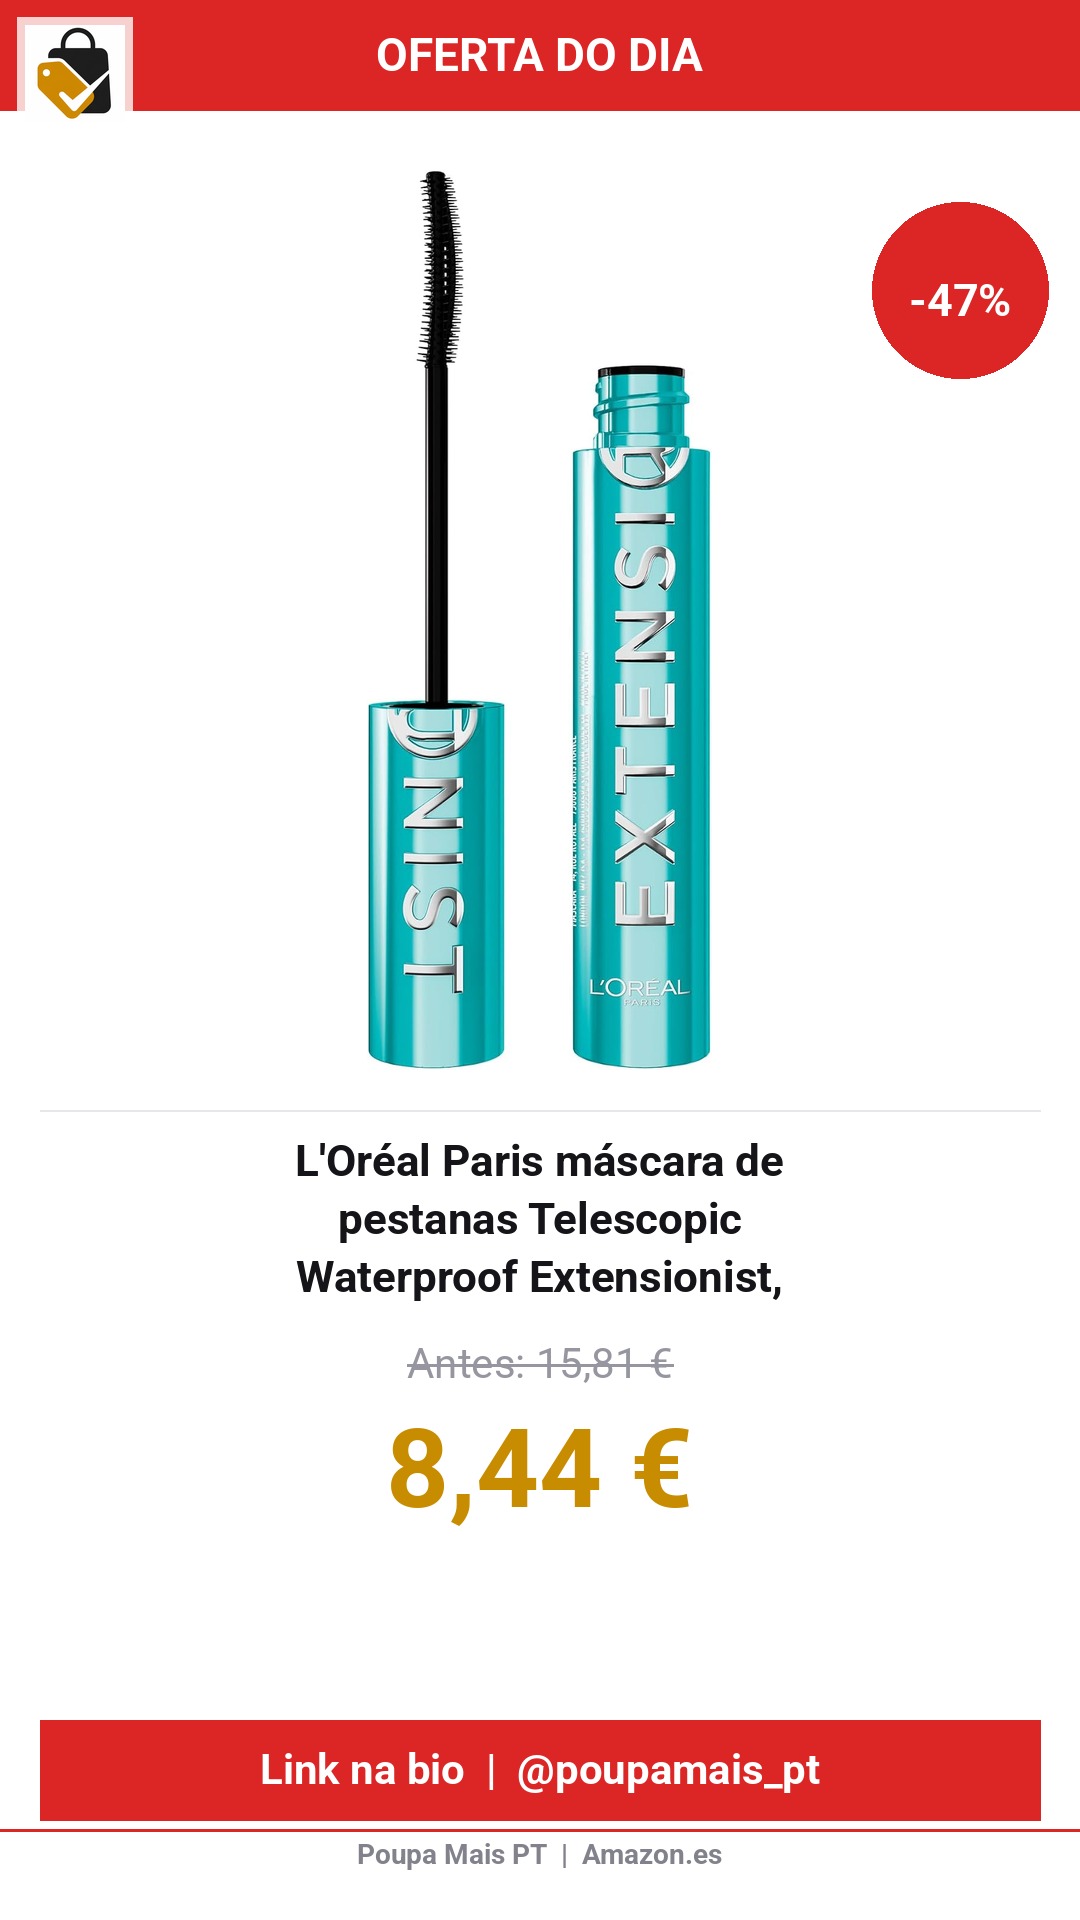 OFERTA DO DIA
-47%
EXTENSI
NIST
L'ORÉAL
PARIS
L'Oréal Paris máscara de
pestanas Telescopic
Waterproof Extensionist,
Antes: 15,81 €
8,44 €
Link na bio | @poupamais_pt
Poupa Mais PT | Amazon.es